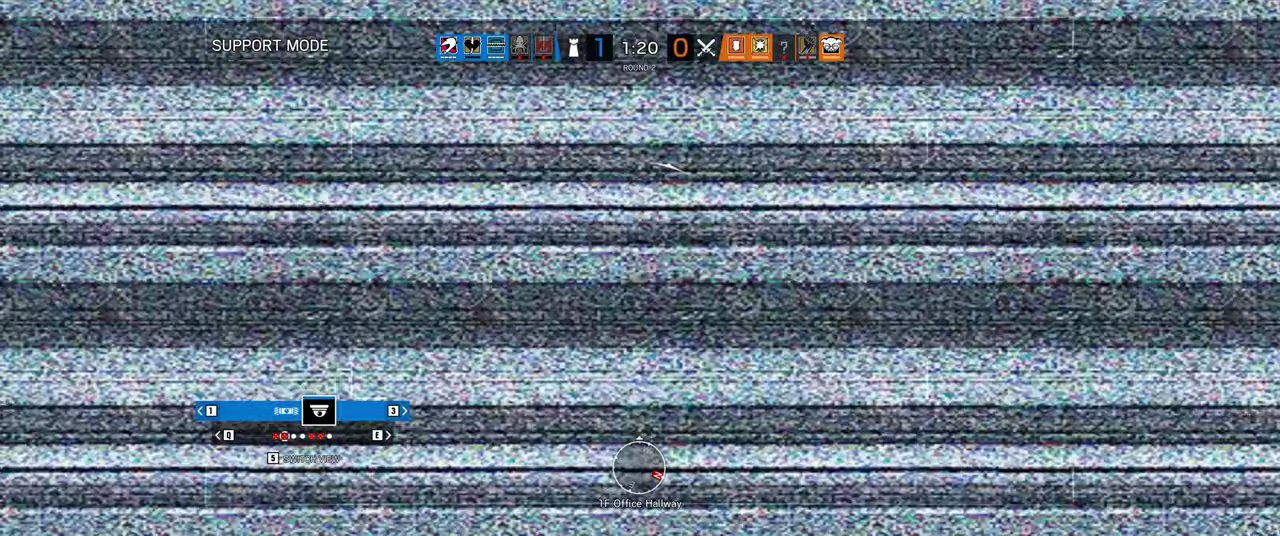 SUPPORT MODE
1 1:20 0
ROUND 2
?
1 3
Q E
5 SWITCH VIEW
N
1F Office Hallway